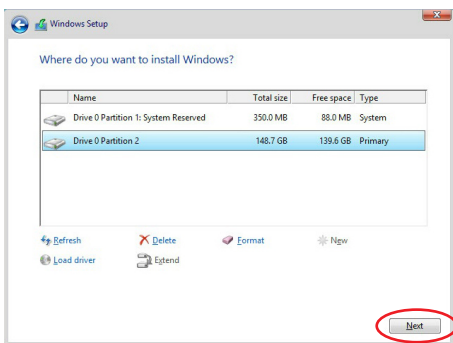 Windows Setup
Where do you want to install Windows?
Name Total size Free space Type
Drive 0 Partition 1: System Reserved 350.0 MB 88.0 MB System
Drive 0 Partition 2 148.7 GB 139.6 GB Primary
Refresh Delete Format New
Load driver Extend
Next